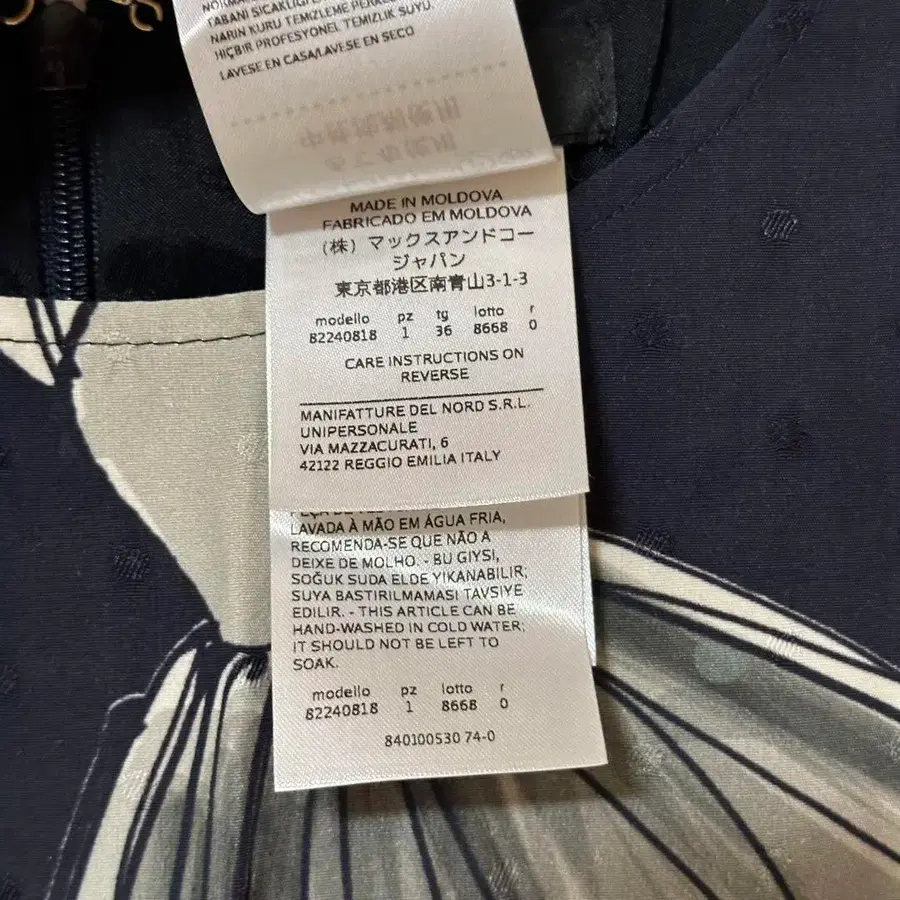 TABANI SICAKLIĞI
NARIN KURU TEMIZLEME
HIÇBIR PROFESYONEL TEMIZLIK SUYU.
LAVESE EN CASA/LAVESE EN SECO
MADE IN MOLDOVA
FABRICADO EM MOLDOVA
(株) マックスアンドコー
ジャパン
東京都港区南青山3-1-3
modello pz tg lotto r
82240818 1 36 8668 0
CARE INSTRUCTIONS ON
REVERSE
MANIFATTURE DEL NORD S.R.L.
UNIPERSONALE
VIA MAZZACURATI, 6
42122 REGGIO EMILIA ITALY
LAVADA À MÃO EM ÁGUA FRIA,
RECOMENDA-SE QUE NÃO A
DEIXE DE MOLHO. - BU GIYSI,
SOĞUK SUDA ELDE YIKANABILIR;
SUYA BASTIRILMAMASI TAVSIYE
EDILIR. - THIS ARTICLE CAN BE
HAND-WASHED IN COLD WATER;
IT SHOULD NOT BE LEFT TO
SOAK.
modello pz lotto r
82240818 1 8668 0
840100530 74-0